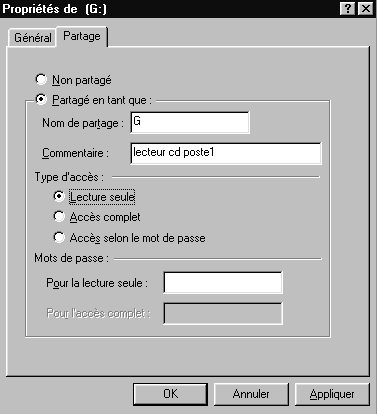 Propriétés de (G:)
Général Partage
Non partagé
Partagé en tant que :
Nom de partage : G
Commentaire : lecteur cd poste1
Type d'accès :
Lecture seule
Accès complet
Accès selon le mot de passe
Mots de passe :
Pour la lecture seule :
Pour l'accès complet :
OK Annuler Appliquer